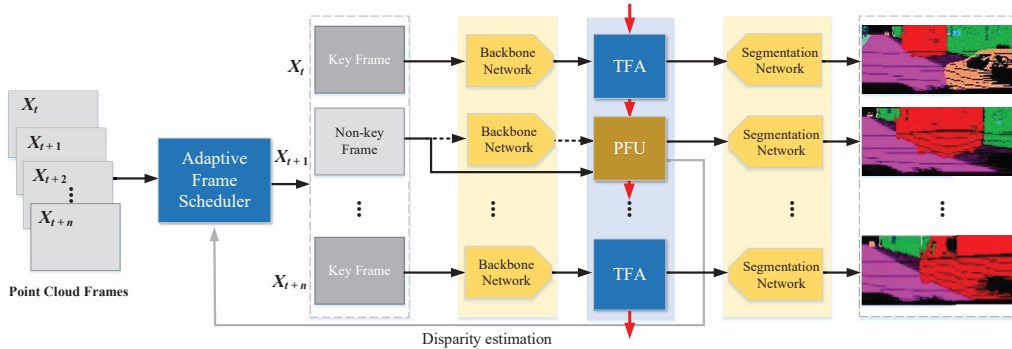 X_t
X_{t+1}
X_{t+2}
X_{t+n}
Point Cloud Frames
Adaptive
Frame
Scheduler
X_t
Key Frame
Backbone
Network
TFA
Segmentation
Network
X_{t+1}
Non-key
Frame
Backbone
Network
PFU
Segmentation
Network
X_{t+n}
Key Frame
Backbone
Network
TFA
Segmentation
Network
Disparity estimation